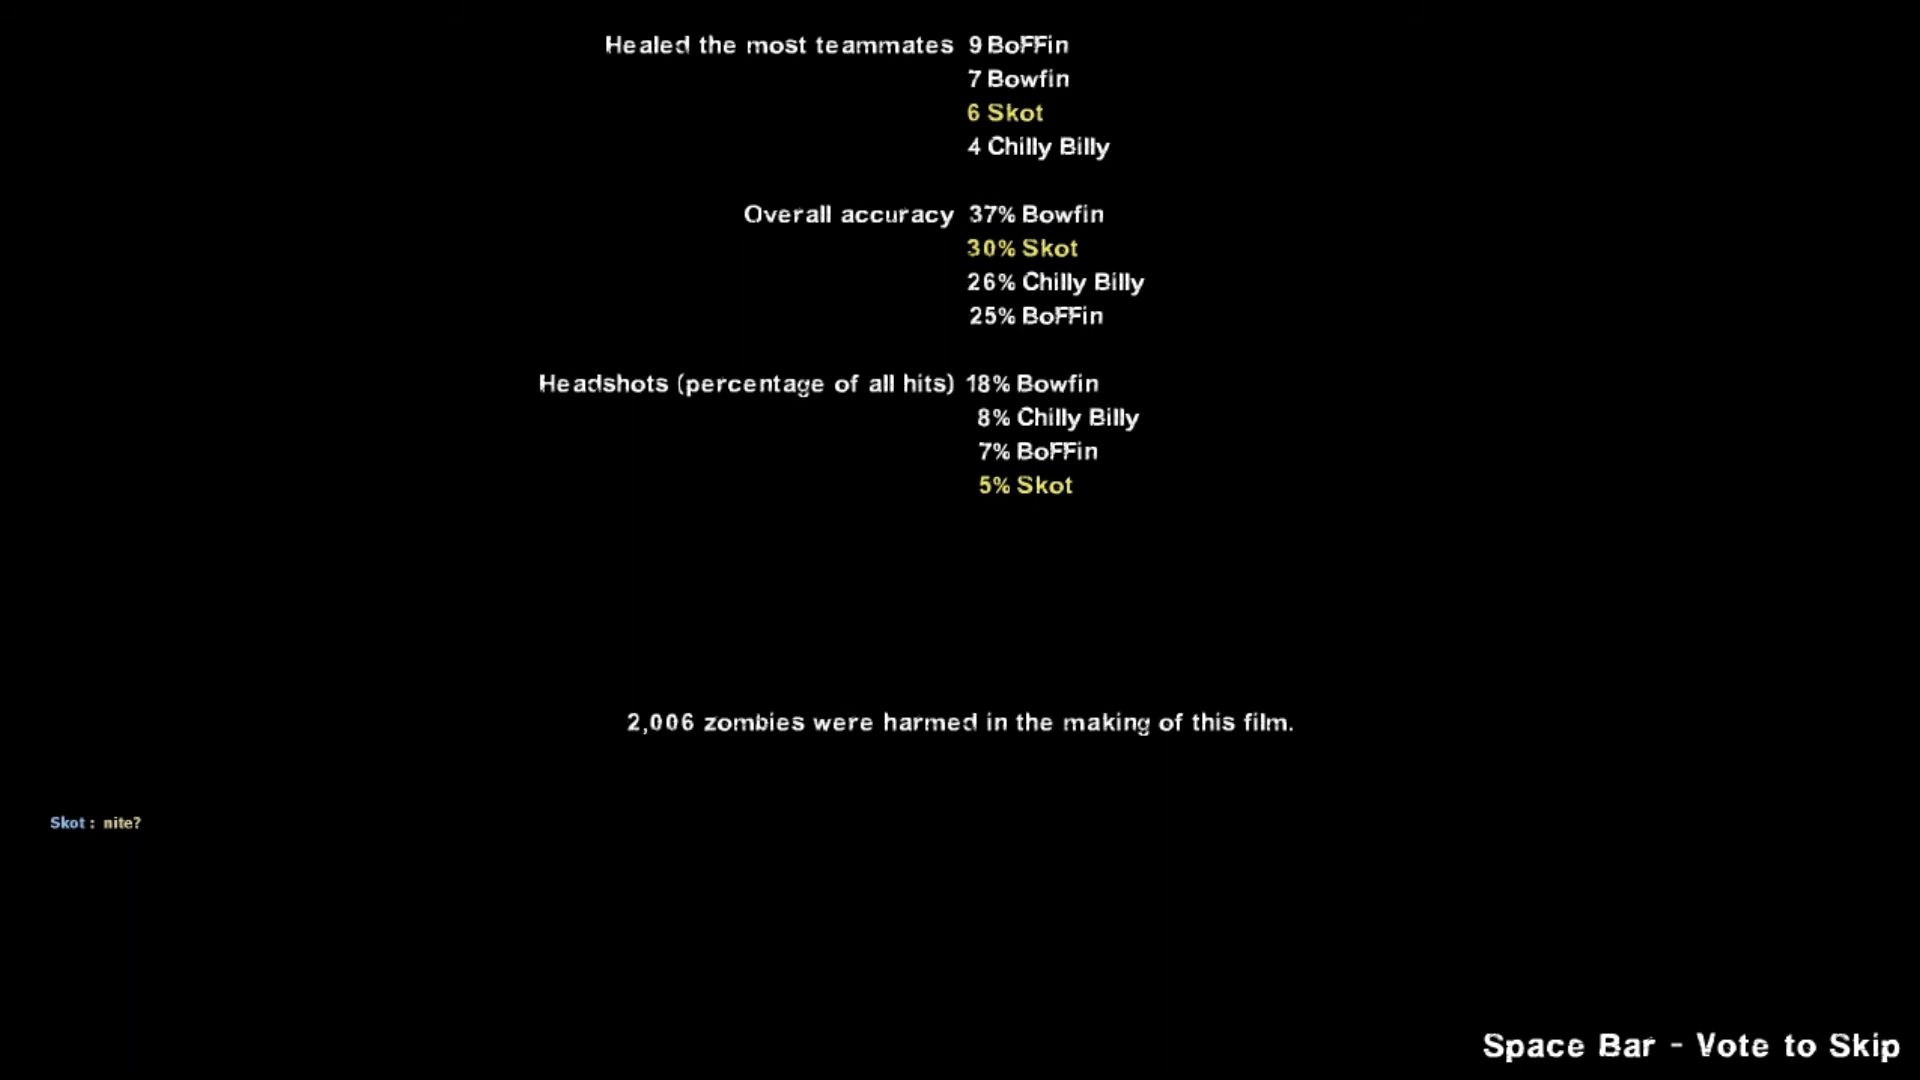 Healed the most teammates 9 BoFFin
7 Bowfin
6 Skot
4 Chilly Billy
Overall accuracy 37% Bowfin
30% Skot
26% Chilly Billy
25% BoFFin
Headshots (percentage of all hits) 18% Bowfin
8% Chilly Billy
7% BoFFin
5% Skot
2,006 zombies were harmed in the making of this film.
Skot : nite?
Space Bar - Vote to Skip